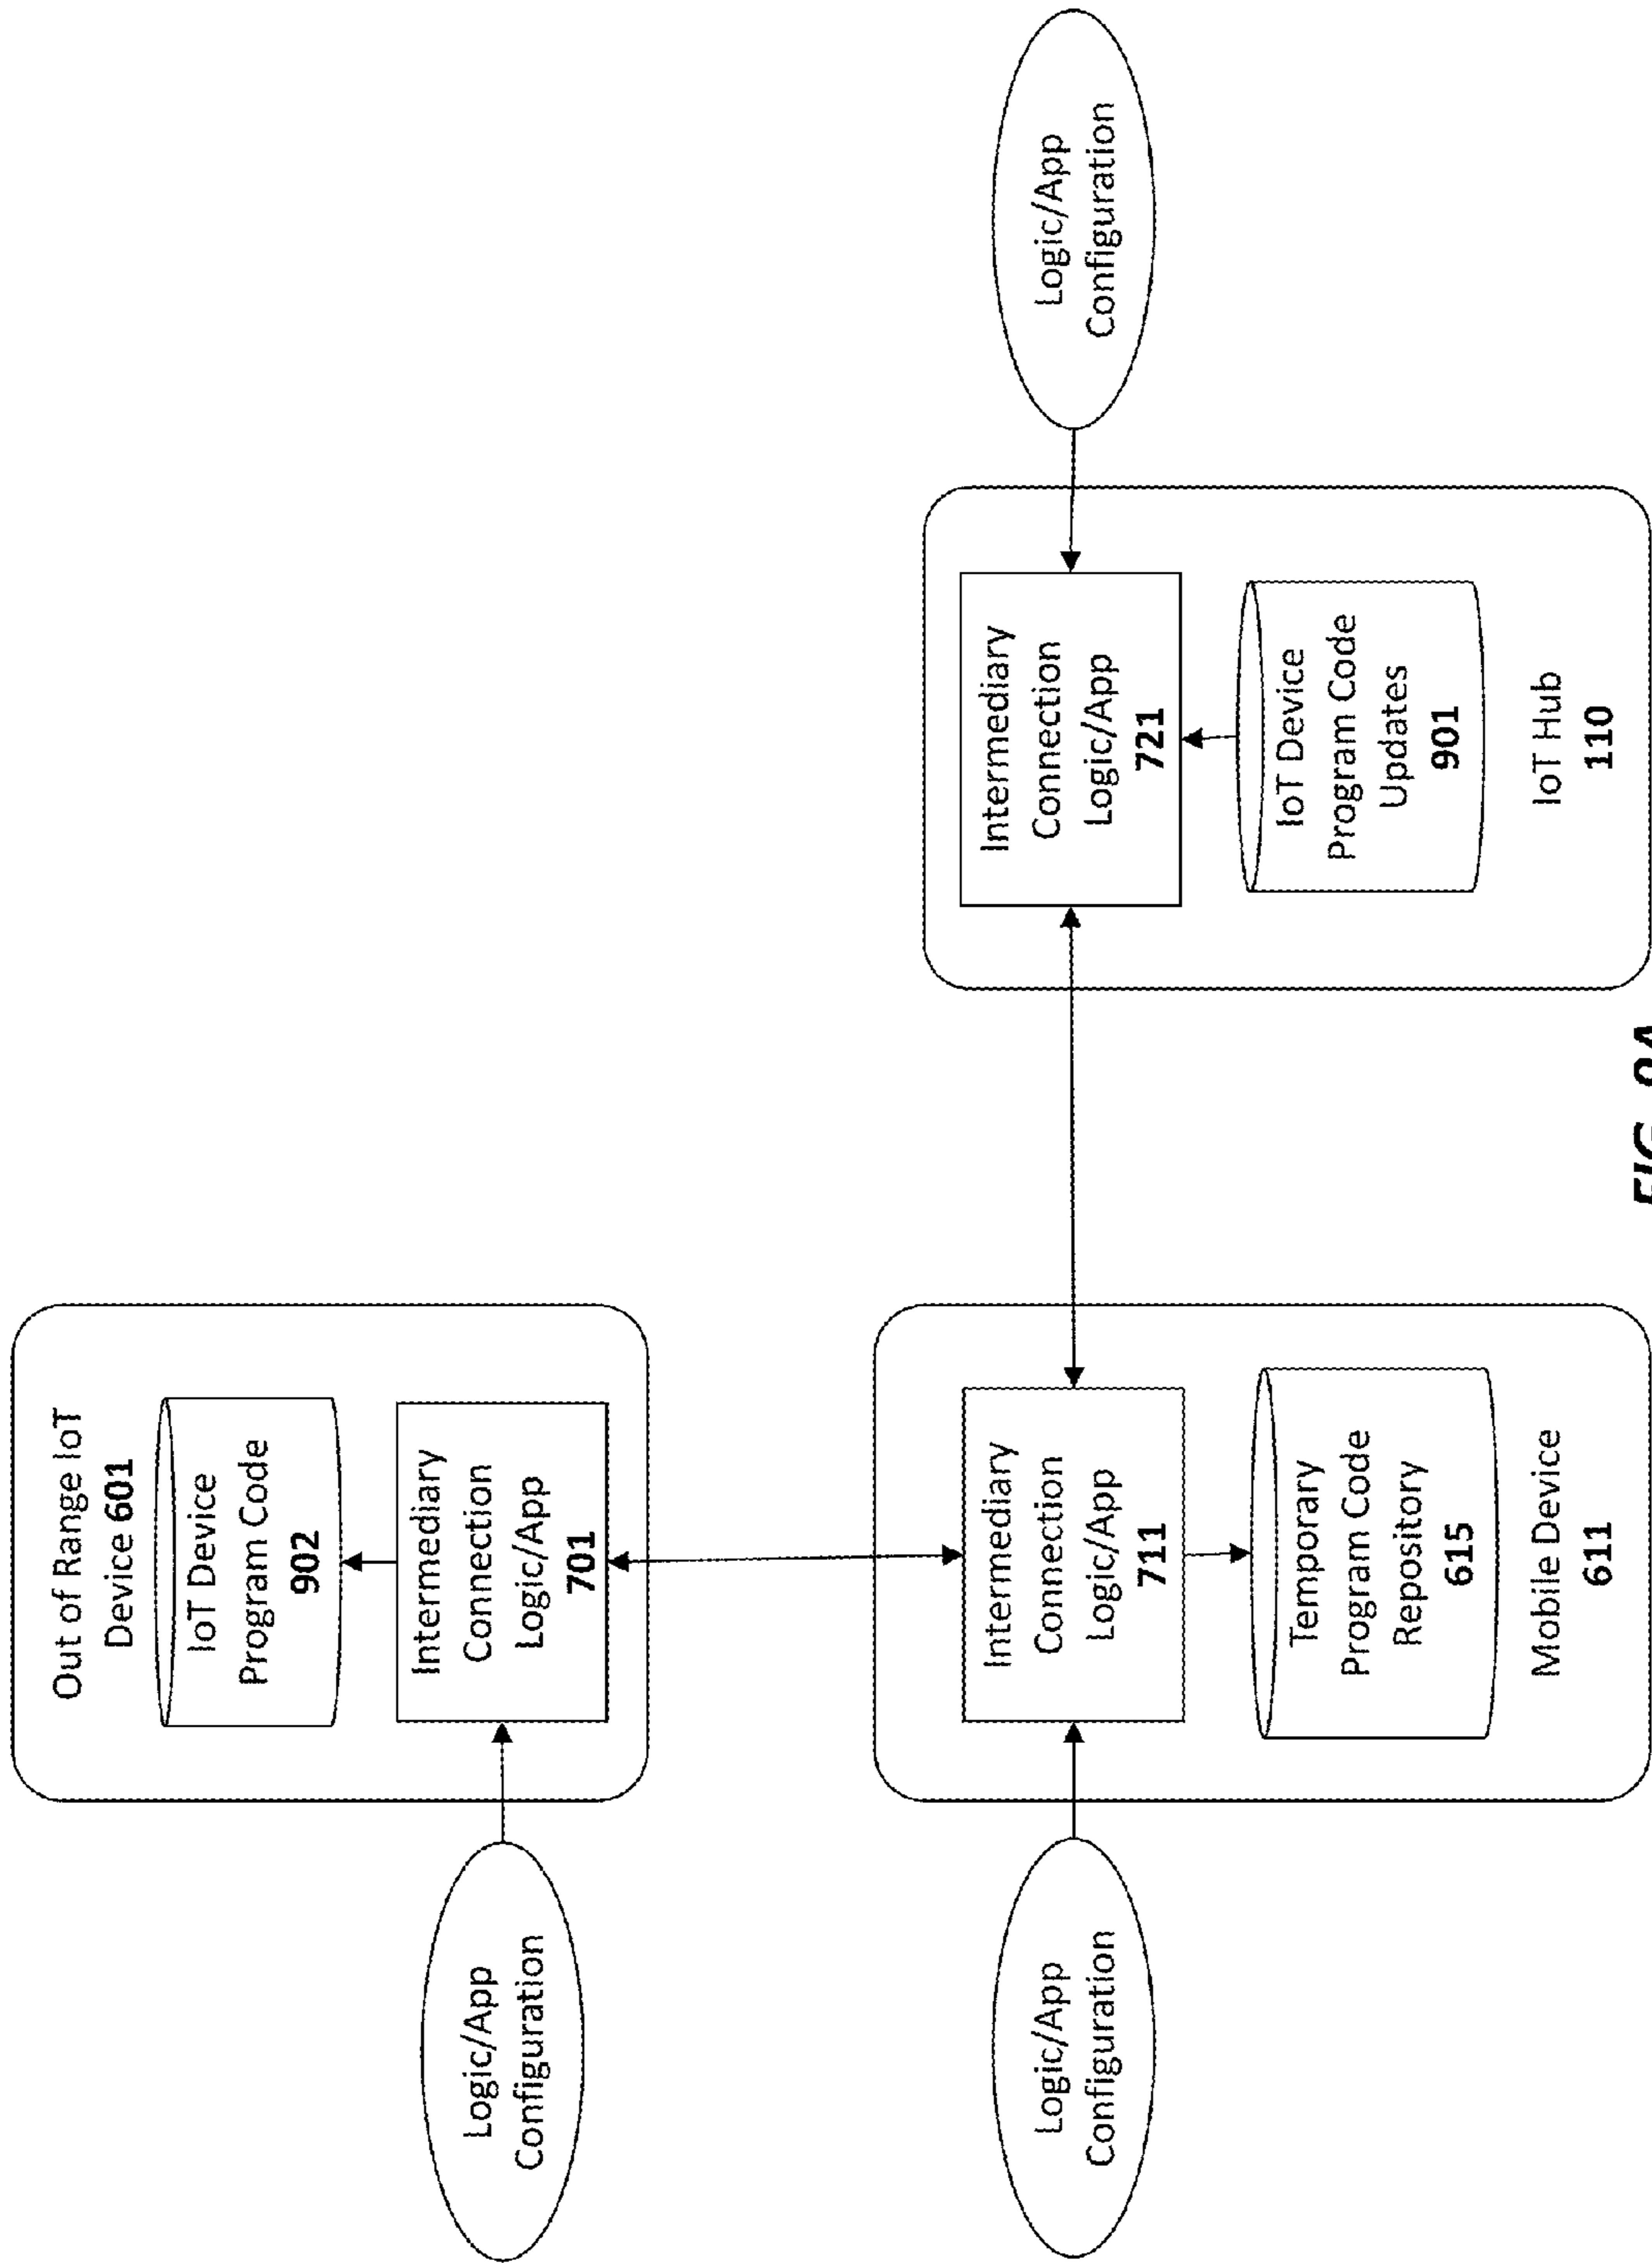 Out of Range IoT
Device 601
IoT Device
Program Code
902
Logic/App
Configuration
Intermediary
Connection
Logic/App
701
Logic/App
Configuration
Intermediary
Connection
Logic/App
711
Temporary
Program Code
Repository
615
Mobile Device
611
Intermediary
Connection
Logic/App
721
IoT Device
Program Code
Updates
901
IoT Hub
110
Logic/App
Configuration
FIG. 9A